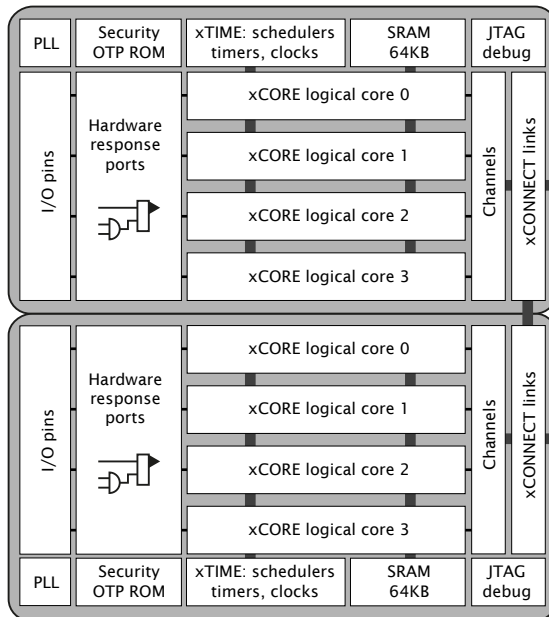 PLL
Security
OTP ROM
xTIME: schedulers
timers, clocks
SRAM
64KB
JTAG
debug
I/O pins
Hardware
response
ports
xCORE logical core 0
xCORE logical core 1
xCORE logical core 2
xCORE logical core 3
Channels
xCONNECT links
I/O pins
Hardware
response
ports
xCORE logical core 0
xCORE logical core 1
xCORE logical core 2
xCORE logical core 3
Channels
xCONNECT links
PLL
Security
OTP ROM
xTIME: schedulers
timers, clocks
SRAM
64KB
JTAG
debug